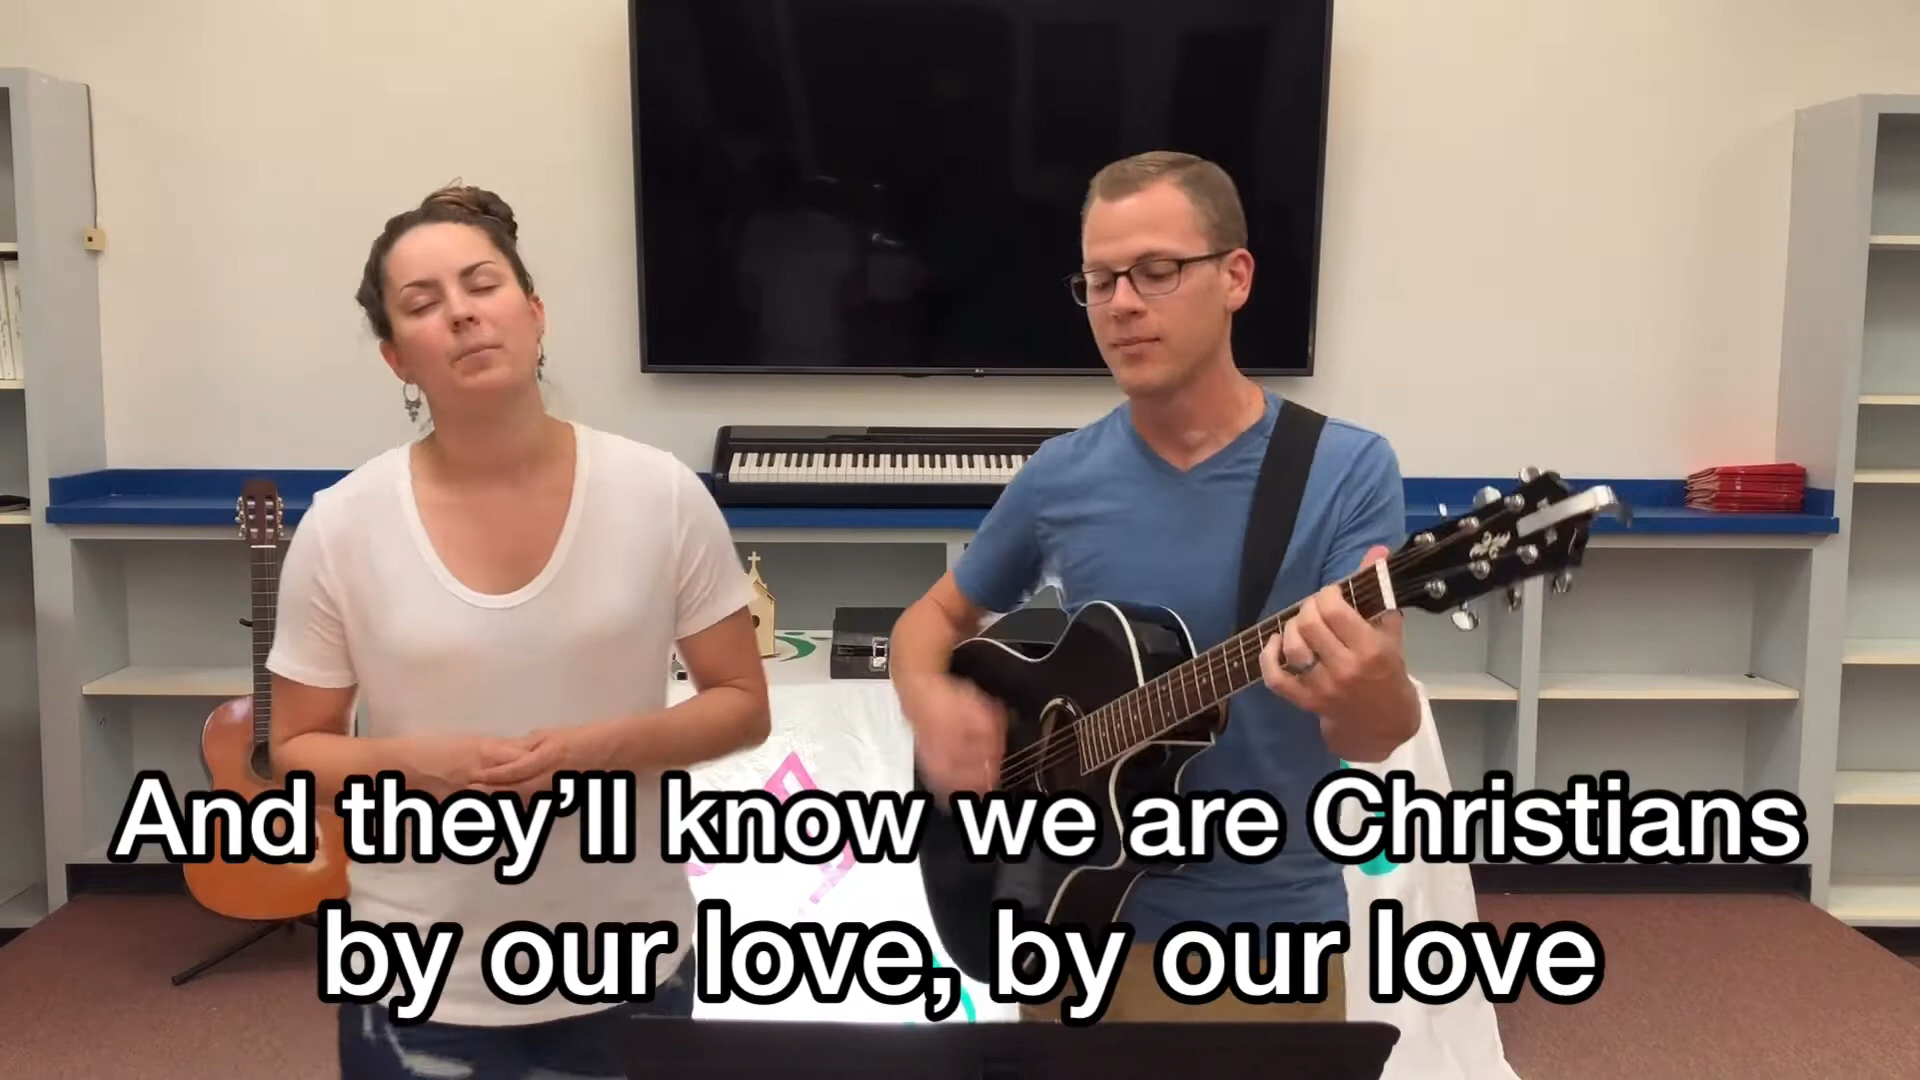 And they’ll know we are Christians
by our love, by our love